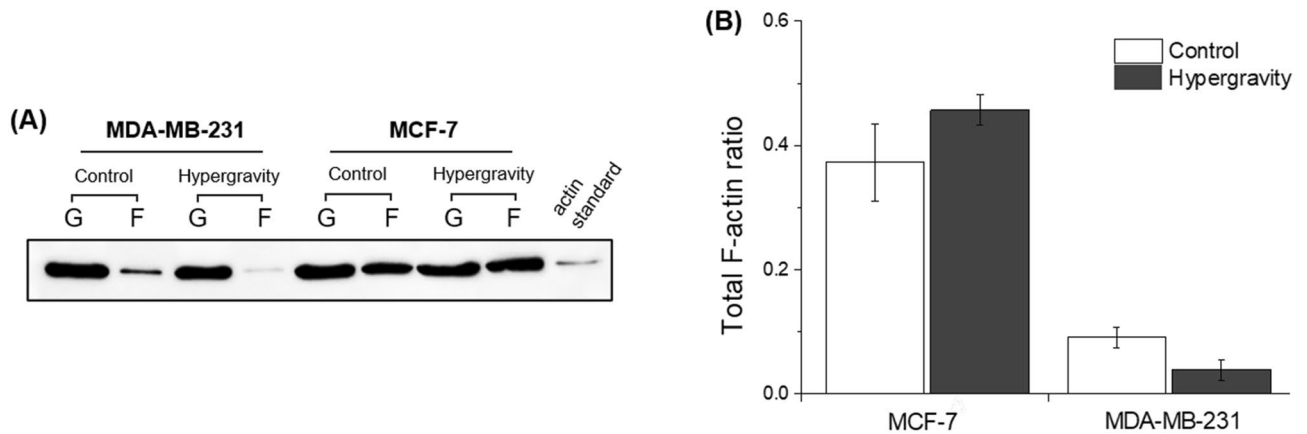 (A)
MDA-MB-231 MCF-7
Control Hypergravity Control Hypergravity
G F G F G F G F
actin
standard
(B)
Total F-actin ratio
0.6
0.4
0.2
0.0
Control
Hypergravity
MCF-7 MDA-MB-231